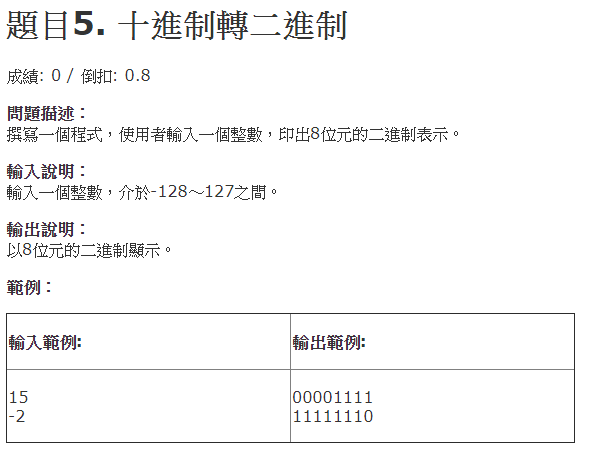 題目5. 十進制轉二進制
成績: 0 / 倒扣: 0.8
問題描述：
撰寫一個程式，使用者輸入一個整數，印出8位元的二進制表示。
輸入說明：
輸入一個整數，介於-128～127之間。
輸出說明：
以8位元的二進制顯示。
範例：
輸入範例: 輸出範例:
15 00001111
-2 11111110